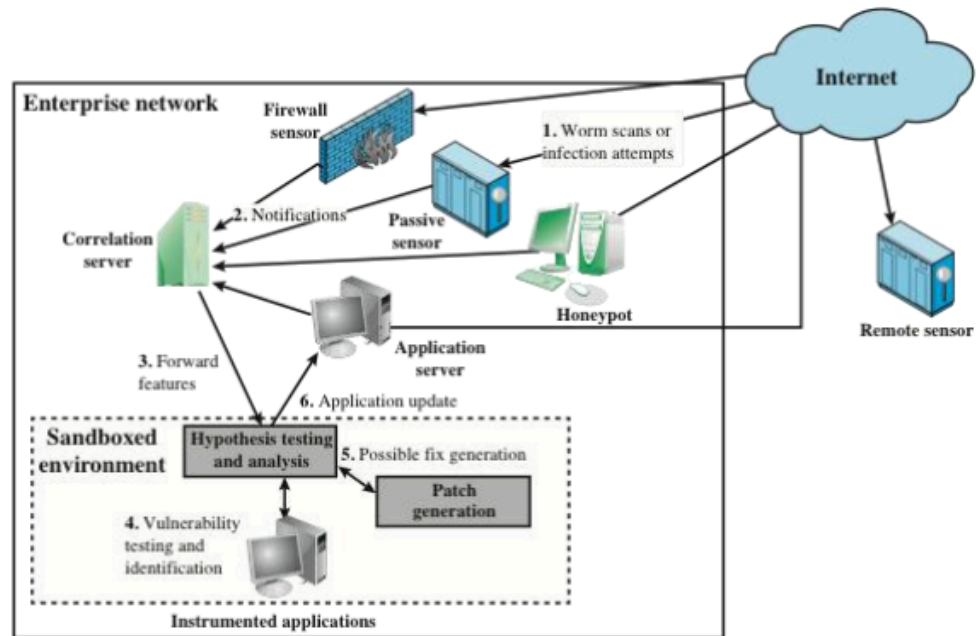 Internet
Enterprise network
Firewall
sensor
1. Worm scans or
infection attempts
2. Notifications
Passive
sensor
Correlation
server
Honeypot
Remote sensor
Application
server
3. Forward
features
6. Application update
Sandboxed
environment
Hypothesis testing
and analysis
5. Possible fix generation
Patch
generation
4. Vulnerability
testing and
identification
Instrumented applications